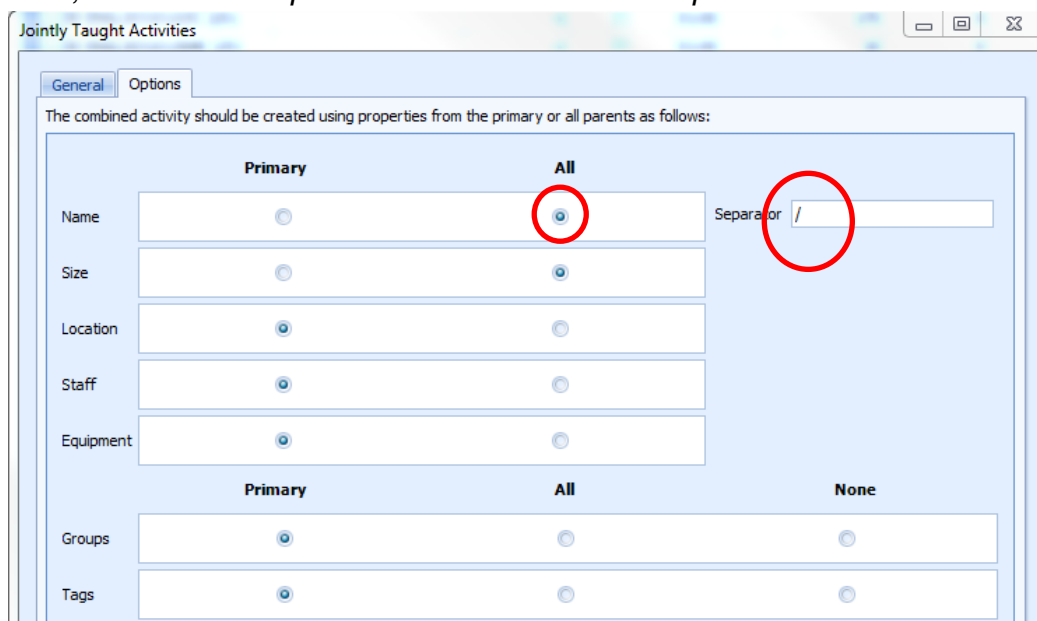 Jointly Taught Activities
General Options
The combined activity should be created using properties from the primary or all parents as follows:
Primary All
Name Separator /
Size
Location
Staff
Equipment
Primary All None
Groups
Tags